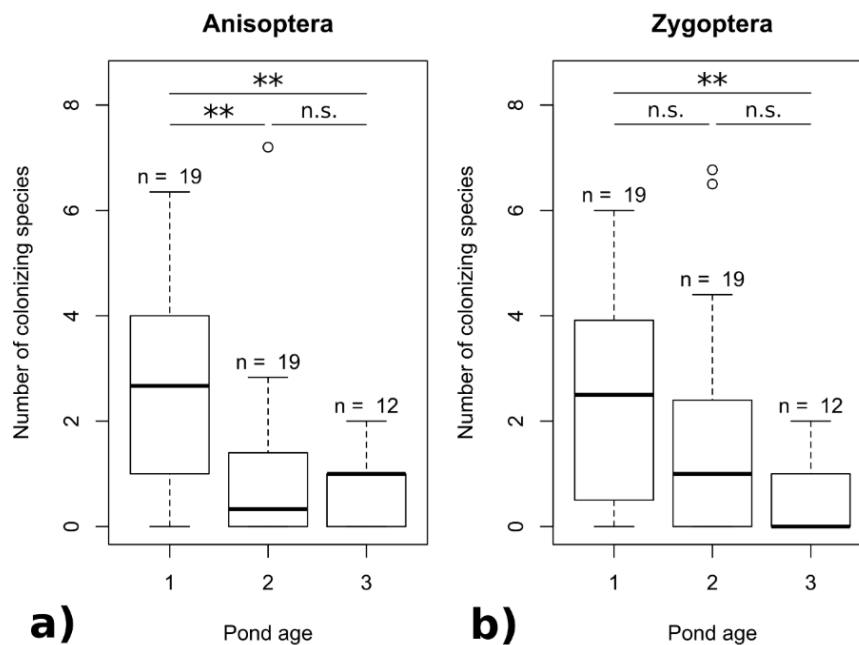 Anisoptera
Number of colonizing species
8
6
4
2
0
**
** n.s.
n = 19
n = 19
n = 12
1 2 3
Pond age
a)
Zygoptera
Number of colonizing species
8
6
4
2
0
**
n.s. n.s.
n = 19
n = 19
n = 12
1 2 3
Pond age
b)